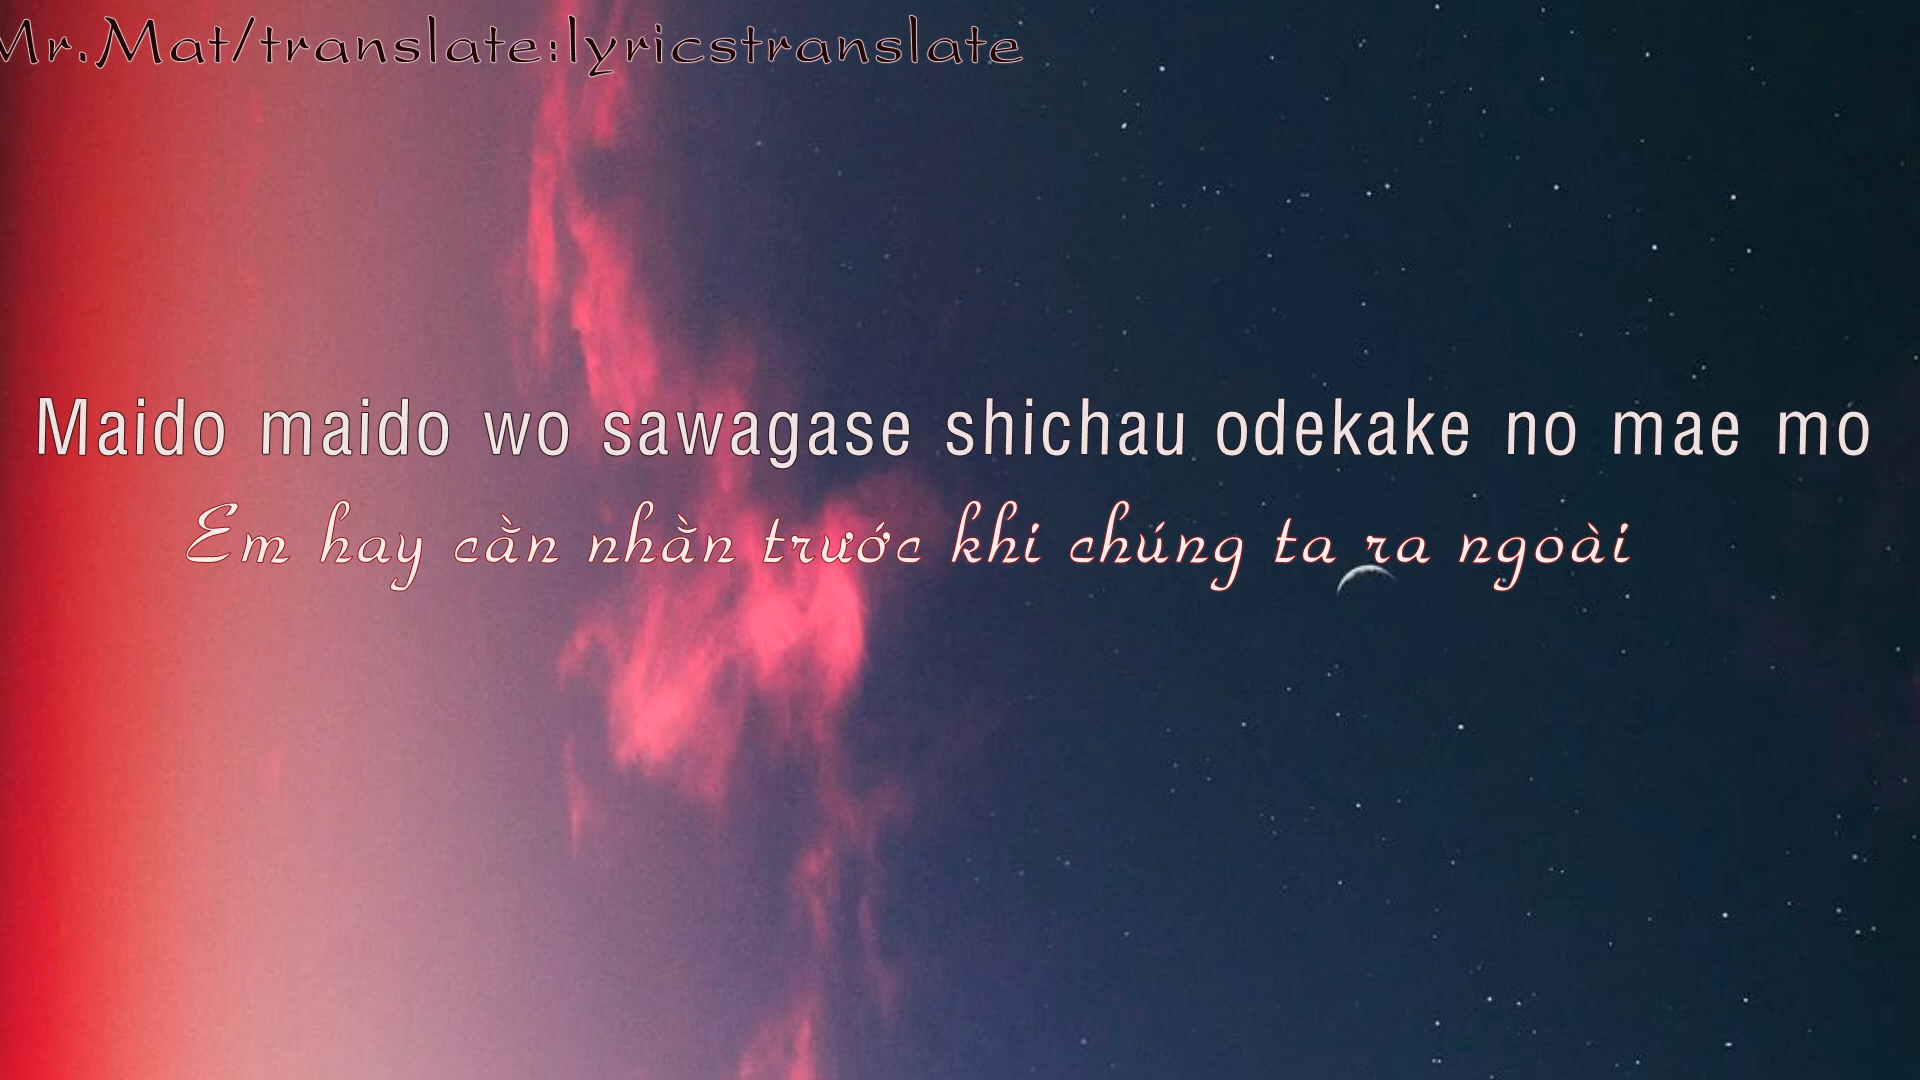 Mr.Mat/translate:lyricstranslate
Maido maido wo sawagase shichau odekake no mae mo
Em hay cằn nhằn trước khi chúng ta ra ngoài